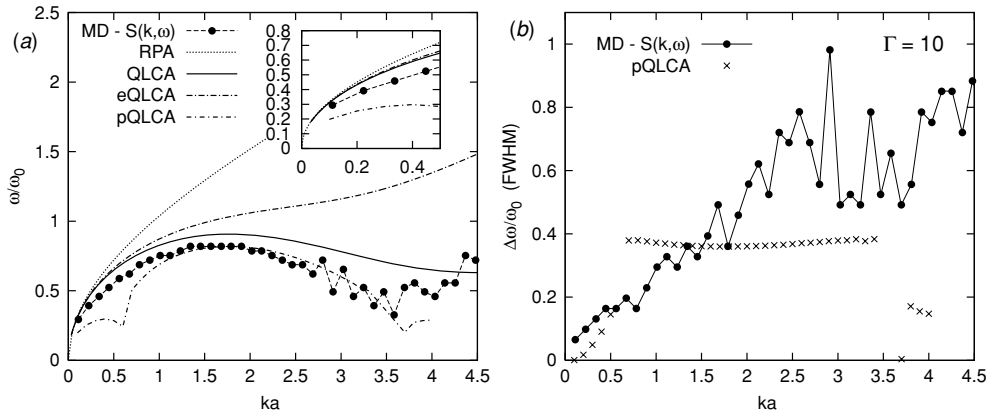 (a)
MD - S(k,ω)
RPA
QLCA
eQLCA
pQLCA
ω/ω₀
2
1.5
1
0.5
0
0 0.5 1 1.5 2 2.5 3 3.5 4 4.5
ka
0.8
0.7
0.6
0.5
0.4
0.3
0.2
0.1
0
0 0.2 0.4
(b)
MD - S(k,ω)
pQLCA
Γ = 10
Δω/ω₀ (FWHM)
1
0.8
0.6
0.4
0.2
0
0 0.5 1 1.5 2 2.5 3 3.5 4 4.5
ka